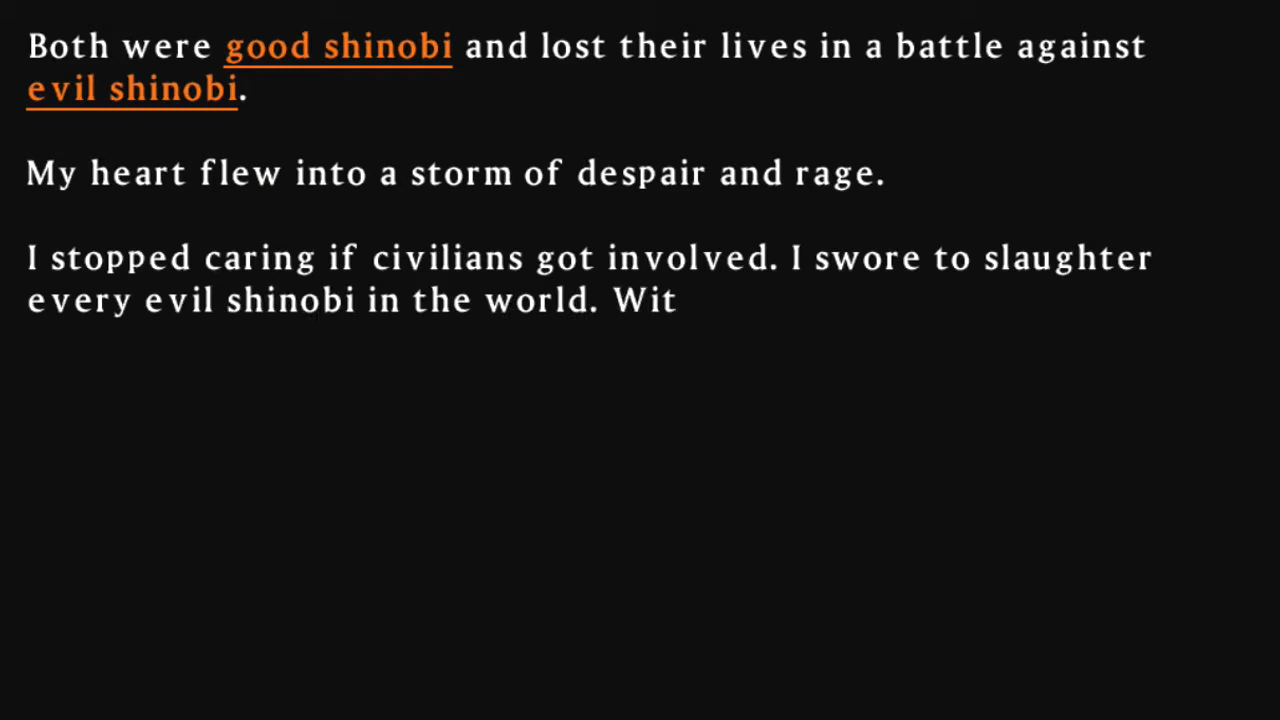 Both were good shinobi and lost their lives in a battle against
evil shinobi.
My heart flew into a storm of despair and rage.
I stopped caring if civilians got involved. I swore to slaughter
every evil shinobi in the world. Wit